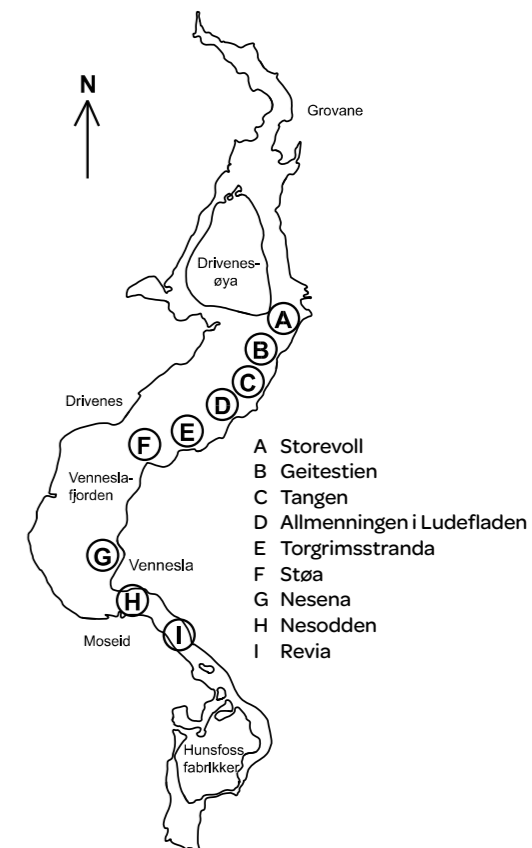 N
Grovane
Drivenes-
øya
A
B
C
D
E
F
Drivenes
Vennesla-
fjorden
G
Vennesla
H
Moseid
I
Hunsfoss
fabrikker
A Storevoll
B Geitestien
C Tangen
D Allmenningen i Ludefladen
E Torgrimsstranda
F Støa
G Nesena
H Nesodden
I Revia